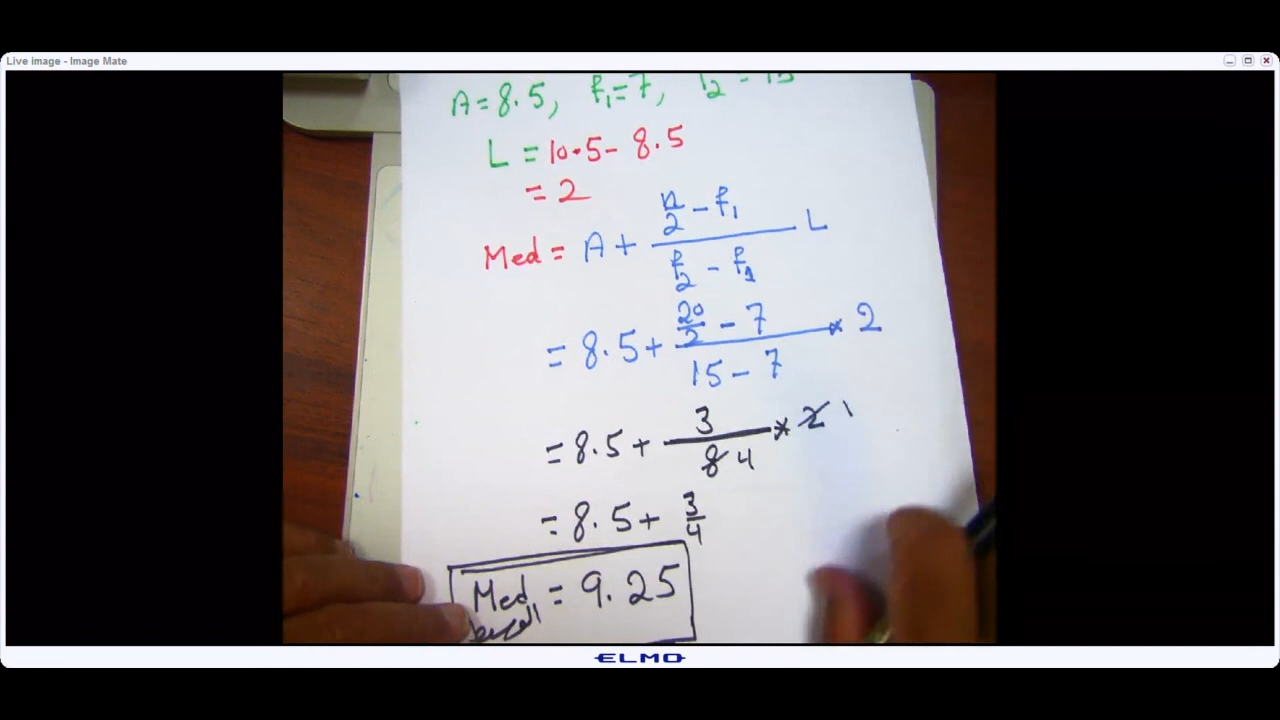 Live image - Image Mate
A = 8.5, f₁ = 7, f₂ = 15
L = 10.5 - 8.5
= 2
Med = A + (n/2 - f₁)/(f₂ - f₁) L
= 8.5 + (20/2 - 7)/(15 - 7) * 2
= 8.5 + 3/8 4 * 2 1
= 8.5 + 3/4
Med = 9.25
ELMO